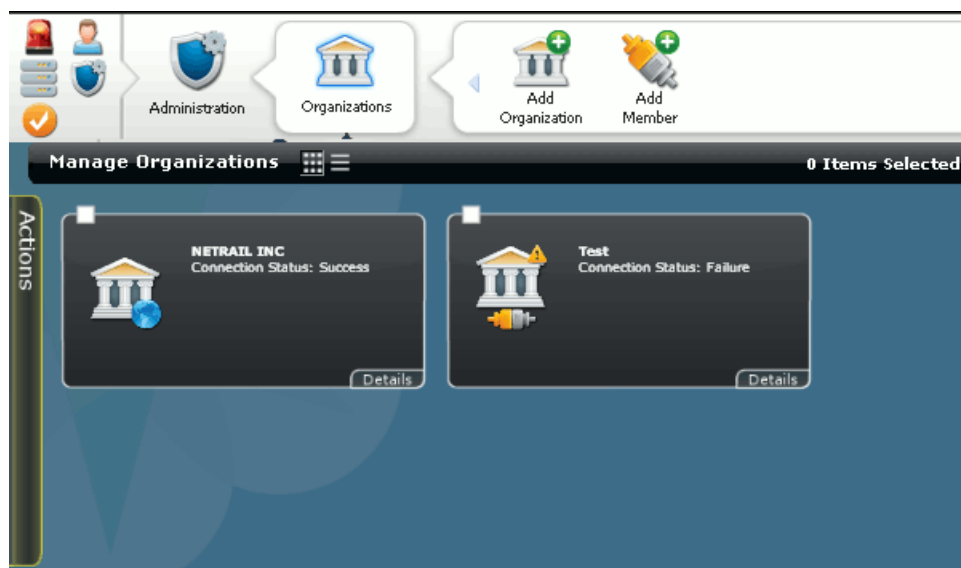 Administration
Organizations
Add
Organization
Add
Member
Manage Organizations
0 Items Selected
Actions
NETRAIL INC
Connection Status: Success
Details
Test
Connection Status: Failure
Details